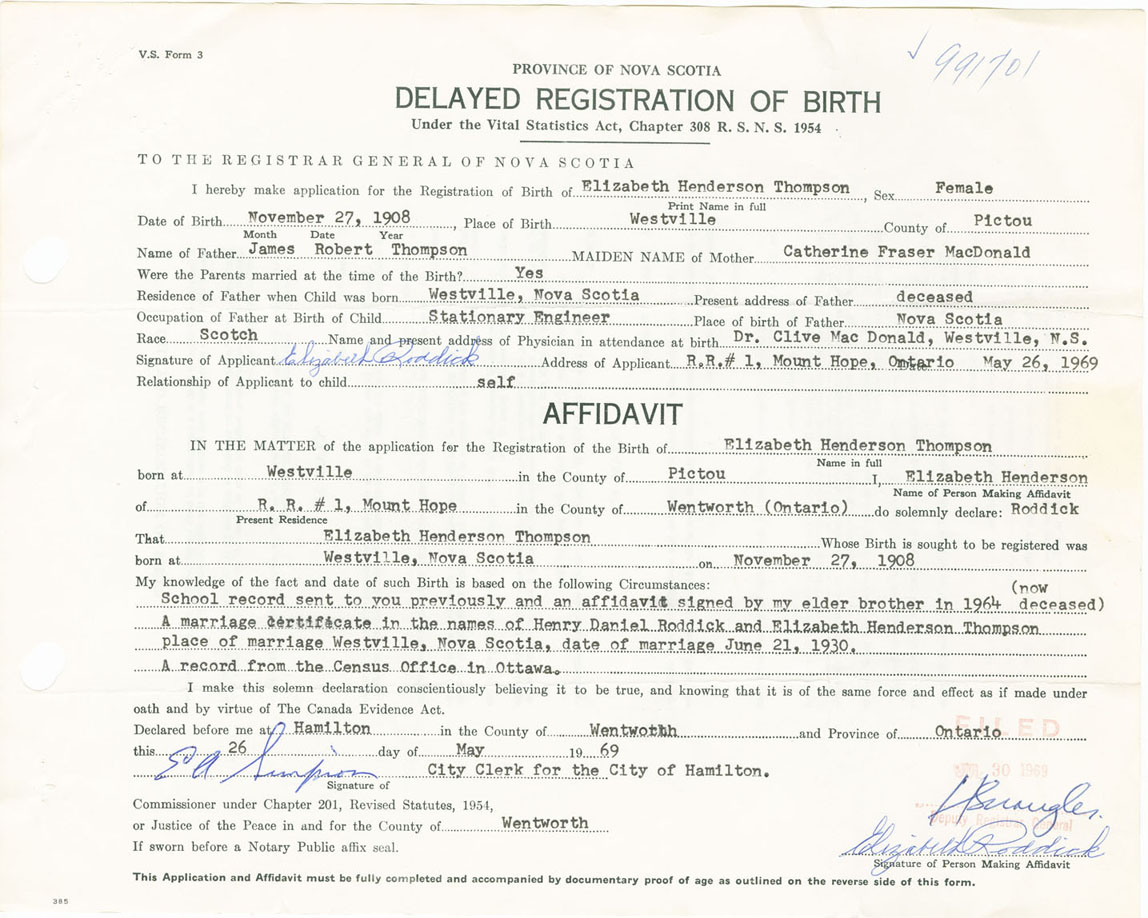 V.S. Form 3
991701
PROVINCE OF NOVA SCOTIA
DELAYED REGISTRATION OF BIRTH
Under the Vital Statistics Act, Chapter 308 R. S. N. S. 1954
TO THE REGISTRAR GENERAL OF NOVA SCOTIA
I hereby make application for the Registration of Birth of Elizabeth Henderson Thompson, Sex Female
Print Name in full
Date of Birth November 27, 1908, Place of Birth Westville County of Pictou
Month Date Year
Name of Father James Robert Thompson MAIDEN NAME of Mother Catherine Fraser MacDonald
Were the Parents married at the time of the Birth? Yes
Residence of Father when Child was born Westville, Nova Scotia Present address of Father deceased
Occupation of Father at Birth of Child Stationary Engineer Place of birth of Father Nova Scotia
Race Scotch Name and present address of Physician in attendance at birth Dr. Clive Mac Donald, Westville, N.S.
Signature of Applicant Elizabeth Roddick Address of Applicant R.R.# 1, Mount Hope, Ontario May 26, 1969
Relationship of Applicant to child self
AFFIDAVIT
IN THE MATTER of the application for the Registration of the Birth of Elizabeth Henderson Thompson
Name in full
born at Westville in the County of Pictou I, Elizabeth Henderson
Name of Person Making Affidavit
of R. R. # 1, Mount Hope in the County of Wentworth (Ontario) do solemnly declare: Roddick
Present Residence
That Elizabeth Henderson Thompson Whose Birth is sought to be registered was
born at Westville, Nova Scotia on November 27, 1908
My knowledge of the fact and date of such Birth is based on the following Circumstances: (now
School record sent to you previously and an affidavit signed by my elder brother in 1964 deceased)
A marriage certificate in the names of Henry Daniel Roddick and Elizabeth Henderson Thompson
place of marriage Westville, Nova Scotia, date of marriage June 21, 1930.
A record from the Census Office in Ottawa.
I make this solemn declaration conscientiously believing it to be true, and knowing that it is of the same force and effect as if made under
oath and by virtue of The Canada Evidence Act.
Declared before me at Hamilton in the County of Wentworth and Province of Ontario
FILED
this 26 day of May 1969
30 1969
Simpson City Clerk for the City of Hamilton.
Signature of
Commissioner under Chapter 201, Revised Statutes, 1954,
Deputy Registrar General
or Justice of the Peace in and for the County of Wentworth
If sworn before a Notary Public affix seal.
Elizabeth Roddick
Signature of Person Making Affidavit
This Application and Affidavit must be fully completed and accompanied by documentary proof of age as outlined on the reverse side of this form.
385